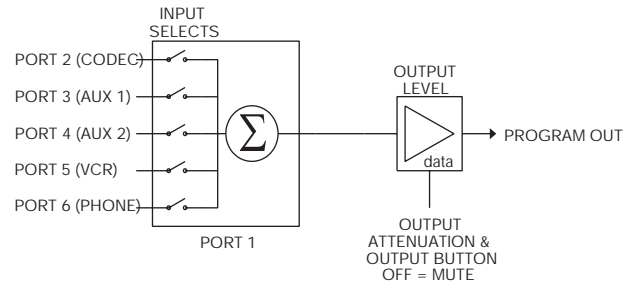 INPUT
SELECTS
PORT 2 (CODEC)
PORT 3 (AUX 1)
PORT 4 (AUX 2)
PORT 5 (VCR)
PORT 6 (PHONE)
Σ
PORT 1
OUTPUT
LEVEL
data
PROGRAM OUT
OUTPUT
ATTENUATION &
OUTPUT BUTTON
OFF = MUTE